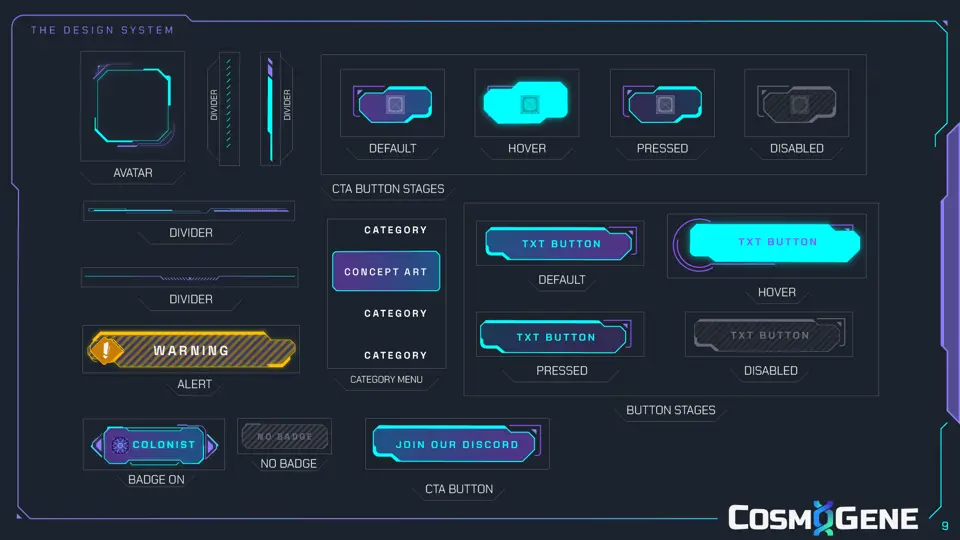 THE DESIGN SYSTEM
AVATAR
DIVIDER
DIVIDER
DEFAULT
HOVER
PRESSED
DISABLED
CTA BUTTON STAGES
DIVIDER
DIVIDER
WARNING
ALERT
CATEGORY
CONCEPT ART
CATEGORY
CATEGORY
CATEGORY MENU
TXT BUTTON
DEFAULT
TXT BUTTON
HOVER
TXT BUTTON
PRESSED
TXT BUTTON
DISABLED
BUTTON STAGES
COLONIST
BADGE ON
NO BADGE
NO BADGE
JOIN OUR DISCORD
CTA BUTTON
COSMOGENE
9